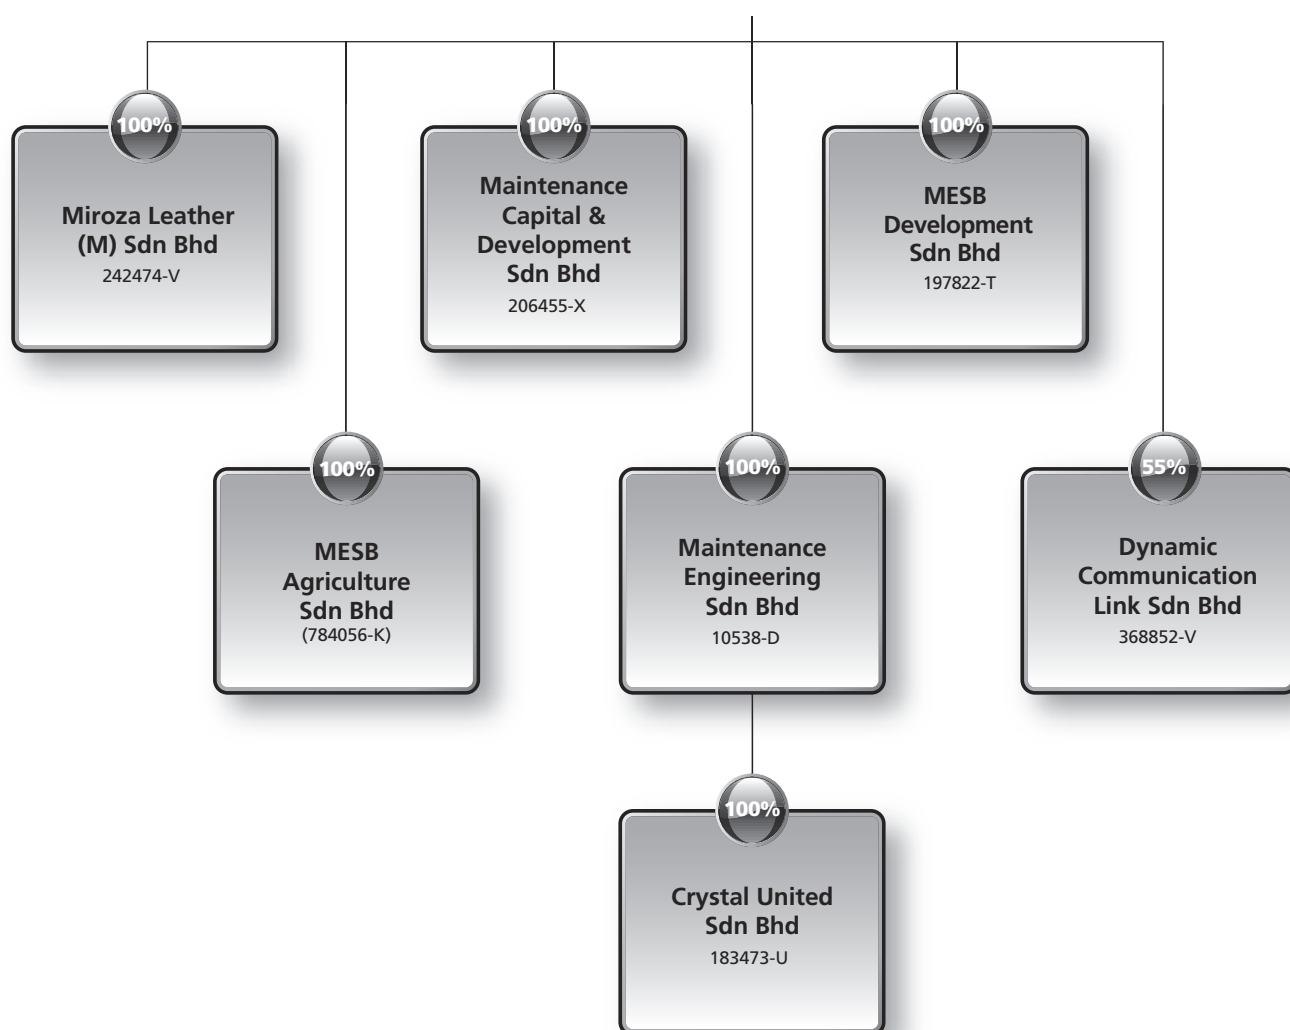 100%
Miroza Leather
(M) Sdn Bhd
242474-V
100%
Maintenance
Capital &
Development
Sdn Bhd
206455-X
100%
MESB
Development
Sdn Bhd
197822-T
100%
MESB
Agriculture
Sdn Bhd
(784056-K)
100%
Maintenance
Engineering
Sdn Bhd
10538-D
55%
Dynamic
Communication
Link Sdn Bhd
368852-V
100%
Crystal United
Sdn Bhd
183473-U